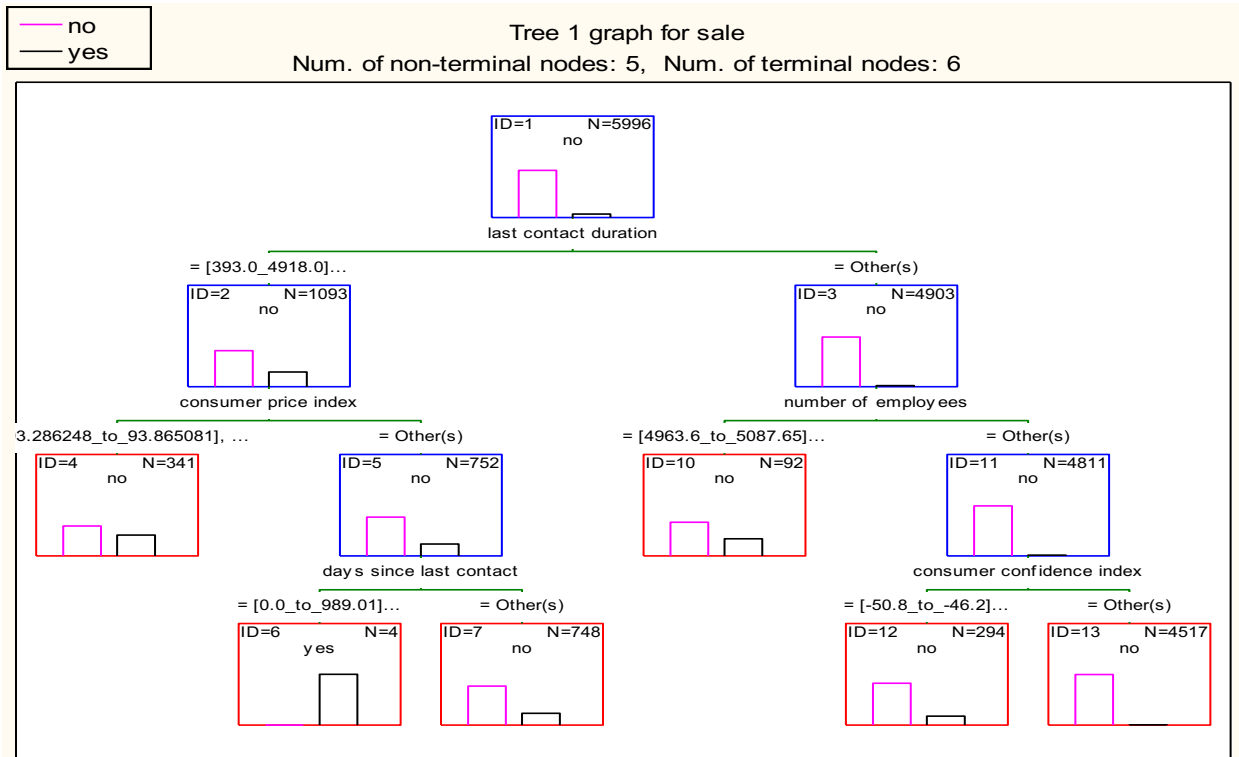 no
yes
Tree 1 graph for sale
Num. of non-terminal nodes: 5, Num. of terminal nodes: 6
ID=1 N=5996
no
last contact duration
= [393.0_4918.0]... = Other(s)
ID=2 N=1093 ID=3 N=4903
no no
consumer price index number of employees
3.286248_to_93.865081], ... = Other(s) = [4963.6_to_5087.65]... = Other(s)
ID=4 N=341 ID=5 N=752 ID=10 N=92 ID=11 N=4811
no no no no
days since last contact consumer confidence index
= [0.0_to_989.01]... = Other(s) = [-50.8_to_-46.2]... = Other(s)
ID=6 N=4 ID=7 N=748 ID=12 N=294 ID=13 N=4517
yes no no no